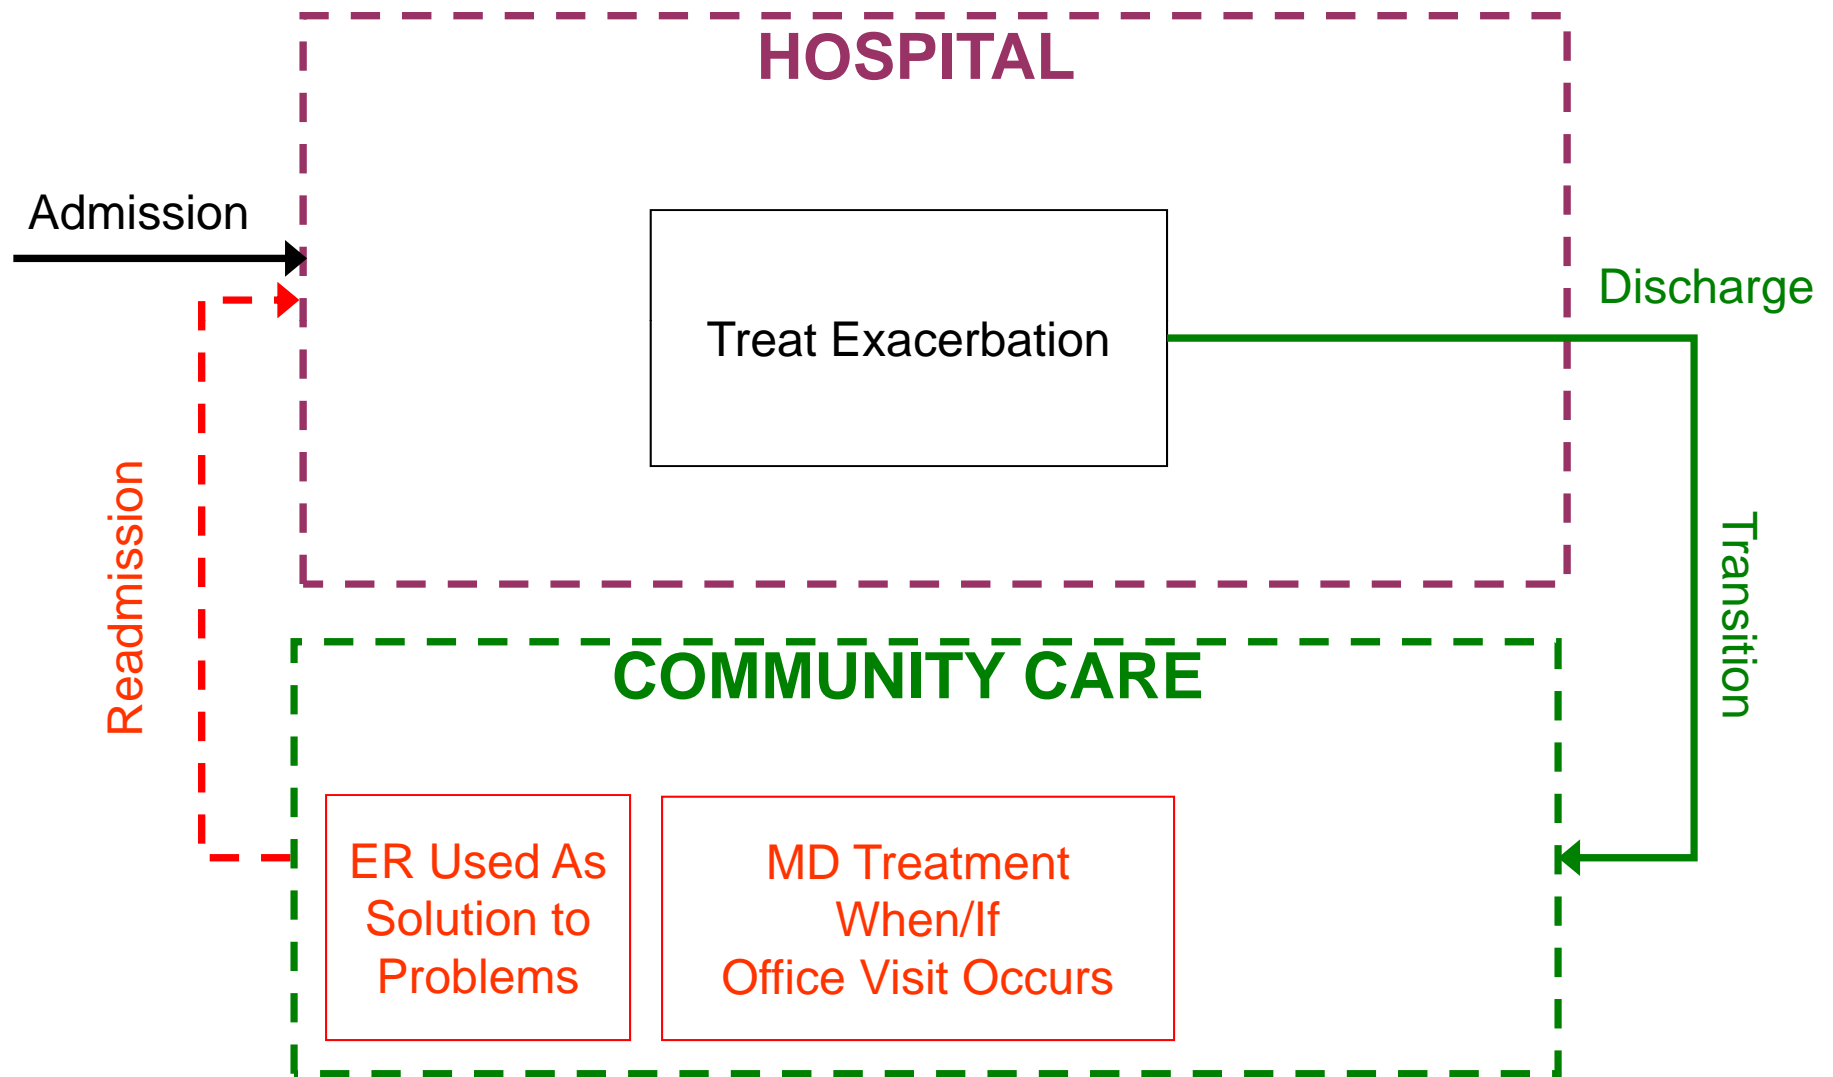 HOSPITAL
Admission
Discharge
Treat Exacerbation
Readmission
Transition
COMMUNITY CARE
ER Used As
Solution to
Problems
MD Treatment
When/If
Office Visit Occurs